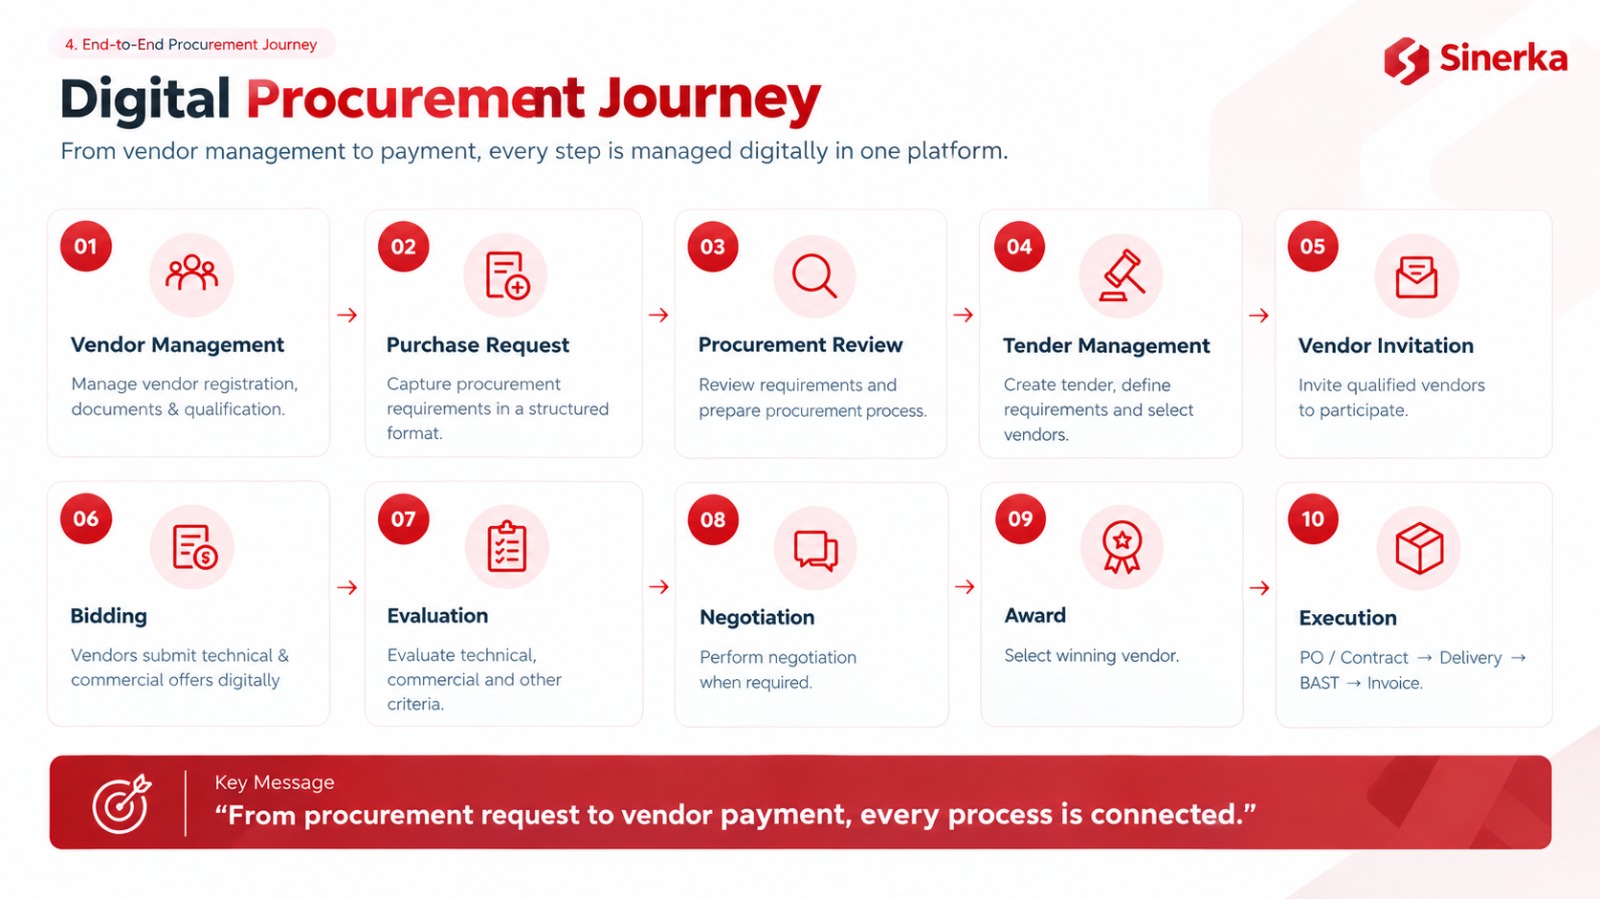 4. End-to-End Procurement Journey
Sinerka
Digital Procurement Journey
From vendor management to payment, every step is managed digitally in one platform.
01
Vendor Management
Manage vendor registration,
documents & qualification.
→
02
Purchase Request
Capture procurement
requirements in a structured
format.
→
03
Procurement Review
Review requirements and
prepare procurement process.
→
04
Tender Management
Create tender, define
requirements and select
vendors.
→
05
Vendor Invitation
Invite qualified vendors
to participate.
06
$
Bidding
Vendors submit technical &
commercial offers digitally
→
07
Evaluation
Evaluate technical,
commercial and other
criteria.
→
08
Negotiation
Perform negotiation
when required.
→
09
Award
Select winning vendor.
→
10
Execution
PO / Contract → Delivery →
BAST → Invoice.
Key Message
“From procurement request to vendor payment, every process is connected.”